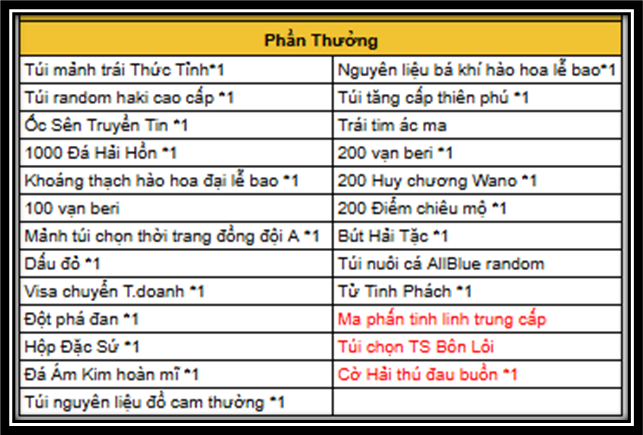 Phần Thưởng
Túi mảnh trái Thức Tỉnh*1
Nguyên liệu bá khí hào hoa lễ bao*1
Túi random haki cao cấp *1
Túi tăng cấp thiên phú *1
Ốc Sên Truyền Tin *1
Trái tim ác ma
1000 Đá Hải Hồn *1
200 vạn beri *1
Khoáng thạch hào hoa đại lễ bao *1
200 Huy chương Wano *1
100 vạn beri
200 Điểm chiêu mộ *1
Mảnh túi chọn thời trang đồng đội A *1
Bút Hải Tặc *1
Dấu đỏ *1
Túi nuôi cá AllBlue random
Visa chuyển T.doanh *1
Từ Tinh Phách *1
Đột phá đan *1
Ma phấn tinh linh trung cấp
Hộp Đặc Sứ *1
Túi chọn TS Bôn Lôi
Đá Ám Kim hoàn mĩ *1
Cờ Hải thú đau buồn *1
Túi nguyên liệu đồ cam thường *1